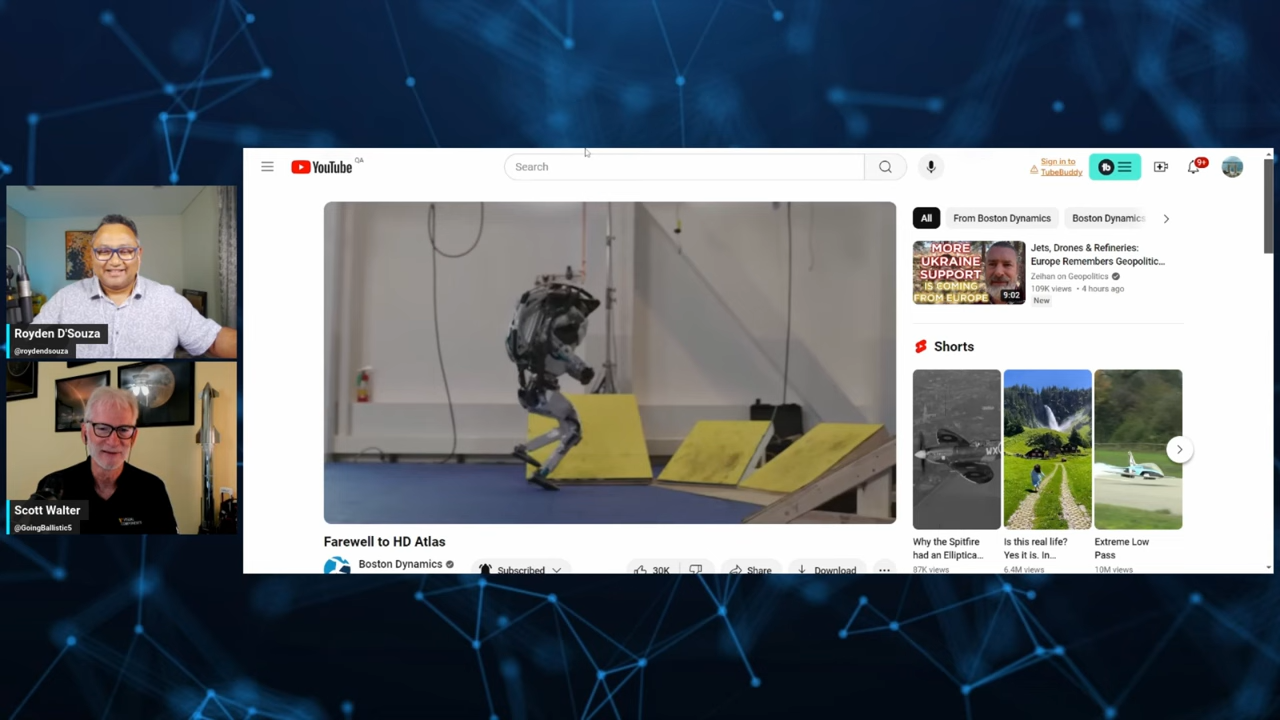 YouTube QA
Search
Sign in to
TubeBuddy
tb
9+
Royden D'Souza
@roydendsouza
Scott Walter
@GoingBallistic5
Farewell to HD Atlas
Boston Dynamics
Subscribed
30K
Share
Download
All
From Boston Dynamics
Boston Dynamics
MORE
UKRAINE
SUPPORT
IS COMING
FROM EUROPE
9:02
Jets, Drones & Refineries:
Europe Remembers Geopolitic...
Zeihan on Geopolitics
109K views • 4 hours ago
New
Shorts
Why the Spitfire
had an Elliptica...
87K views
Is this real life?
Yes it is. In...
6.4M views
Extreme Low
Pass
10M views